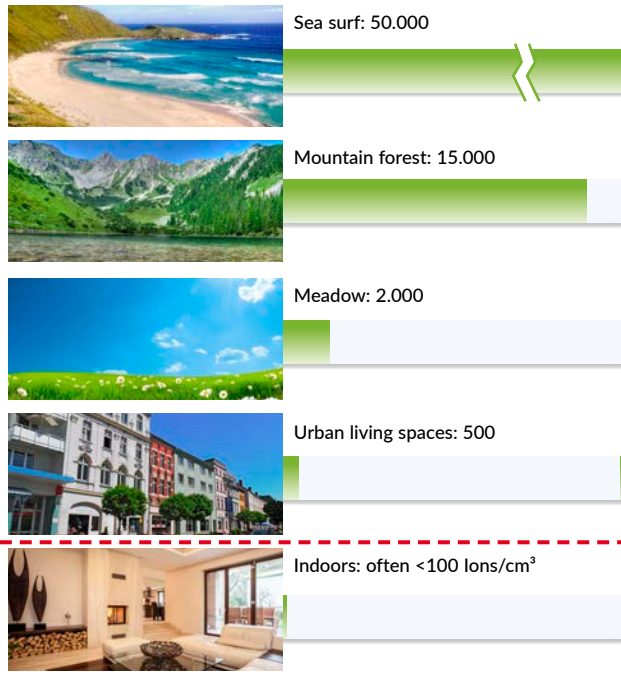 Sea surf: 50.000
Mountain forest: 15.000
Meadow: 2.000
Urban living spaces: 500
Indoors: often <100 Ions/cm³